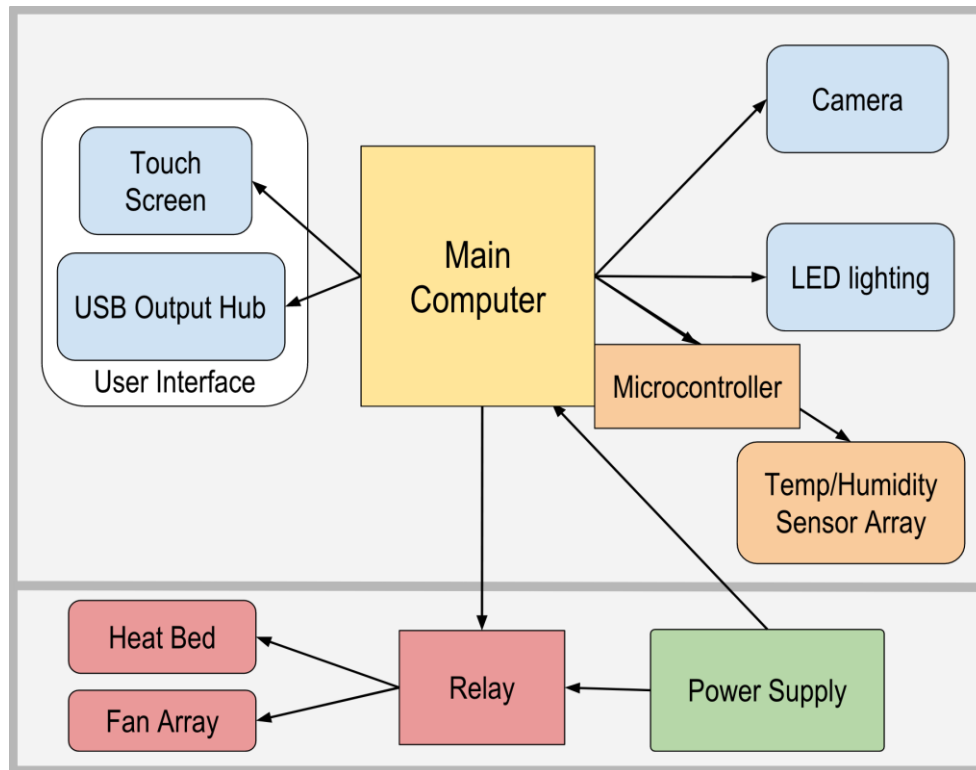 Touch
Screen
USB Output Hub
User Interface
Main
Computer
Camera
LED lighting
Microcontroller
Temp/Humidity
Sensor Array
Heat Bed
Fan Array
Relay
Power Supply